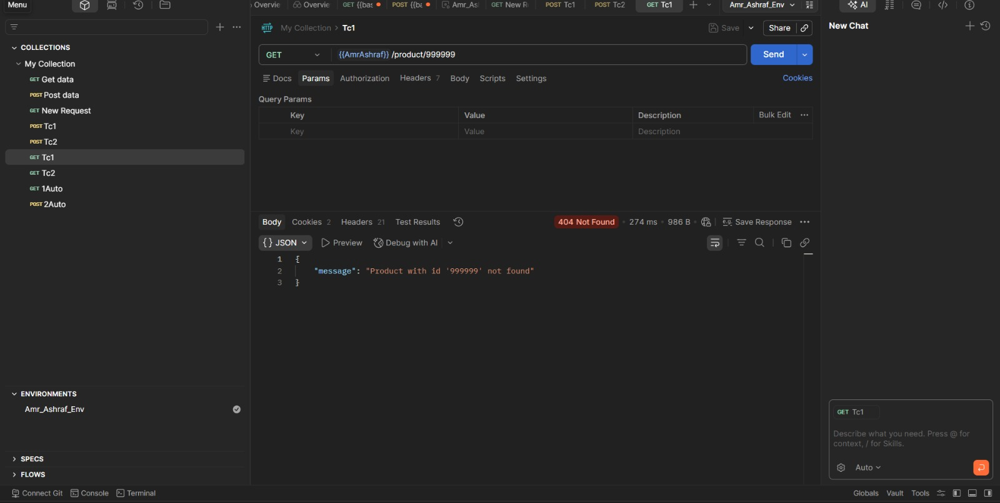 Menu
Overvie
Overvie
GET {{bas
POST {{ba
Amr_As
GET New R
POST Tc1
POST Tc2
GET Tc1
Amr_Ashraf_Env
AI
COLLECTIONS
My Collection
GET Get data
POST Post data
GET New Request
POST Tc1
POST Tc2
GET Tc1
GET Tc2
GET 1Auto
POST 2Auto
ENVIRONMENTS
Amr_Ashraf_Env
SPECS
FLOWS
HTTP My Collection > Tc1
Save
Share
GET
{{AmrAshraf}} /product/999999
Send
Docs Params Authorization Headers 7 Body Scripts Settings
Cookies
Query Params
Key Value Description Bulk Edit
Key Value Description
Body Cookies 2 Headers 21 Test Results
404 Not Found • 274 ms • 986 B • e.g. Save Response
{} JSON Preview Debug with AI
1 {
2 "message": "Product with id '999999' not found"
3 }
New Chat
GET Tc1
Describe what you need. Press @ for
context, / for Skills.
Auto
Connect Git Console Terminal
Globals Vault Tools